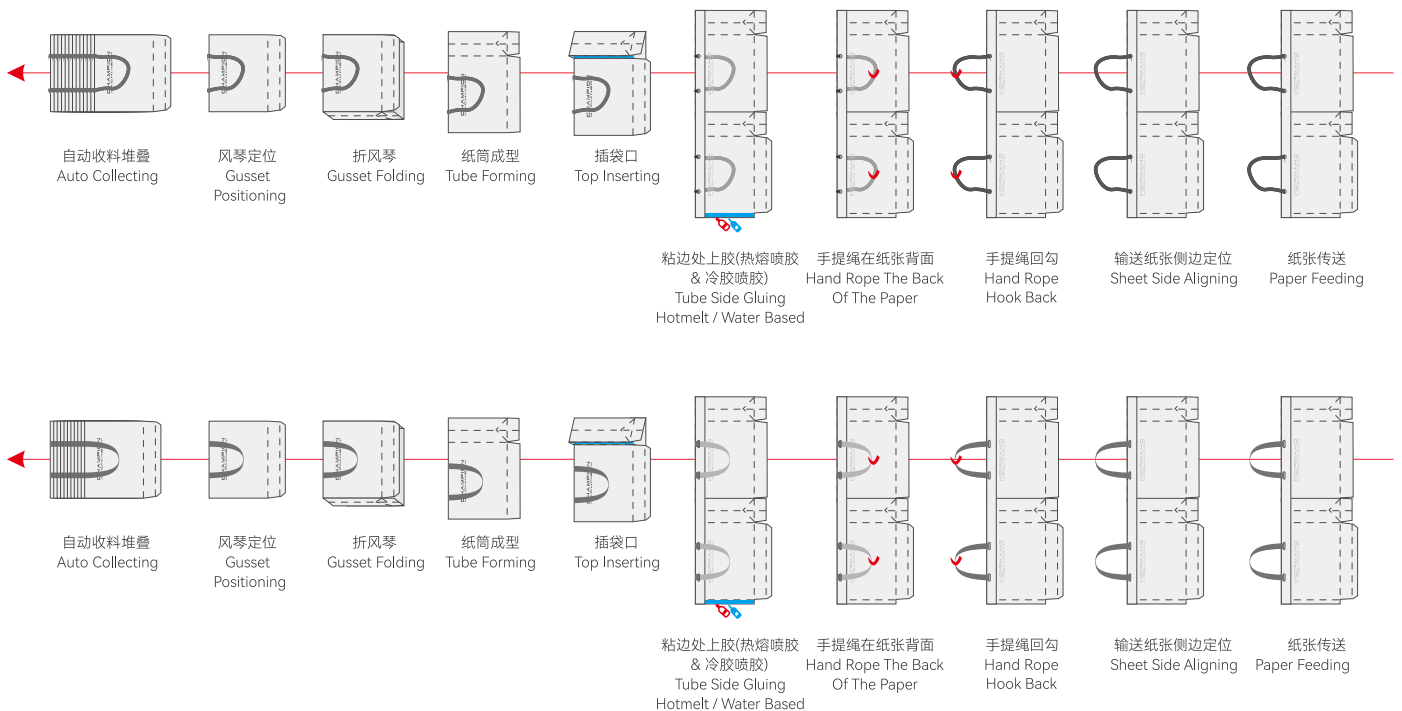 自动收料堆叠
Auto Collecting
风琴定位
Gusset
Positioning
折风琴
Gusset Folding
纸筒成型
Tube Forming
插袋口
Top Inserting
粘边处上胶(热熔喷胶
& 冷胶喷胶)
Tube Side Gluing
Hotmelt / Water Based
手提绳在纸张背面
Hand Rope The Back
Of The Paper
手提绳回勾
Hand Rope
Hook Back
输送纸张侧边定位
Sheet Side Aligning
纸张传送
Paper Feeding
自动收料堆叠
Auto Collecting
风琴定位
Gusset
Positioning
折风琴
Gusset Folding
纸筒成型
Tube Forming
插袋口
Top Inserting
粘边处上胶(热熔喷胶
& 冷胶喷胶)
Tube Side Gluing
Hotmelt / Water Based
手提绳在纸张背面
Hand Rope The Back
Of The Paper
手提绳回勾
Hand Rope
Hook Back
输送纸张侧边定位
Sheet Side Aligning
纸张传送
Paper Feeding